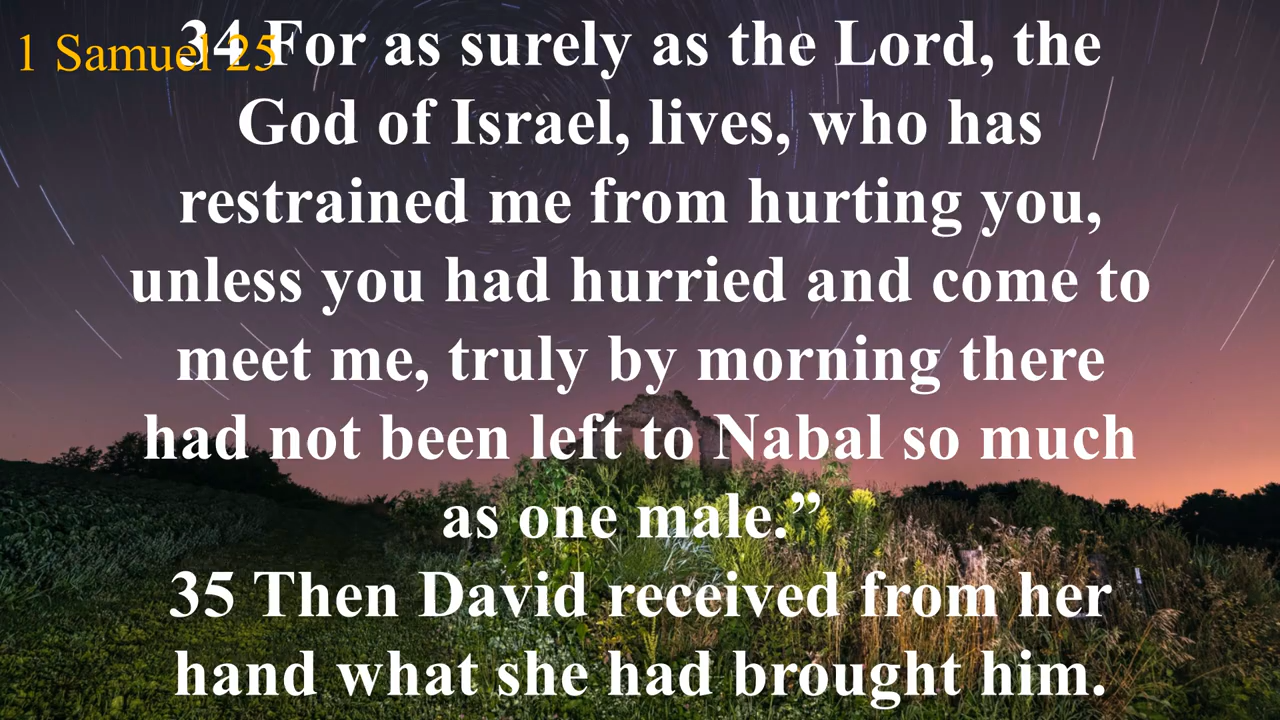 1 Samuel 25
34 For as surely as the Lord, the
God of Israel, lives, who has
restrained me from hurting you,
unless you had hurried and come to
meet me, truly by morning there
had not been left to Nabal so much
as one male.”
35 Then David received from her
hand what she had brought him.